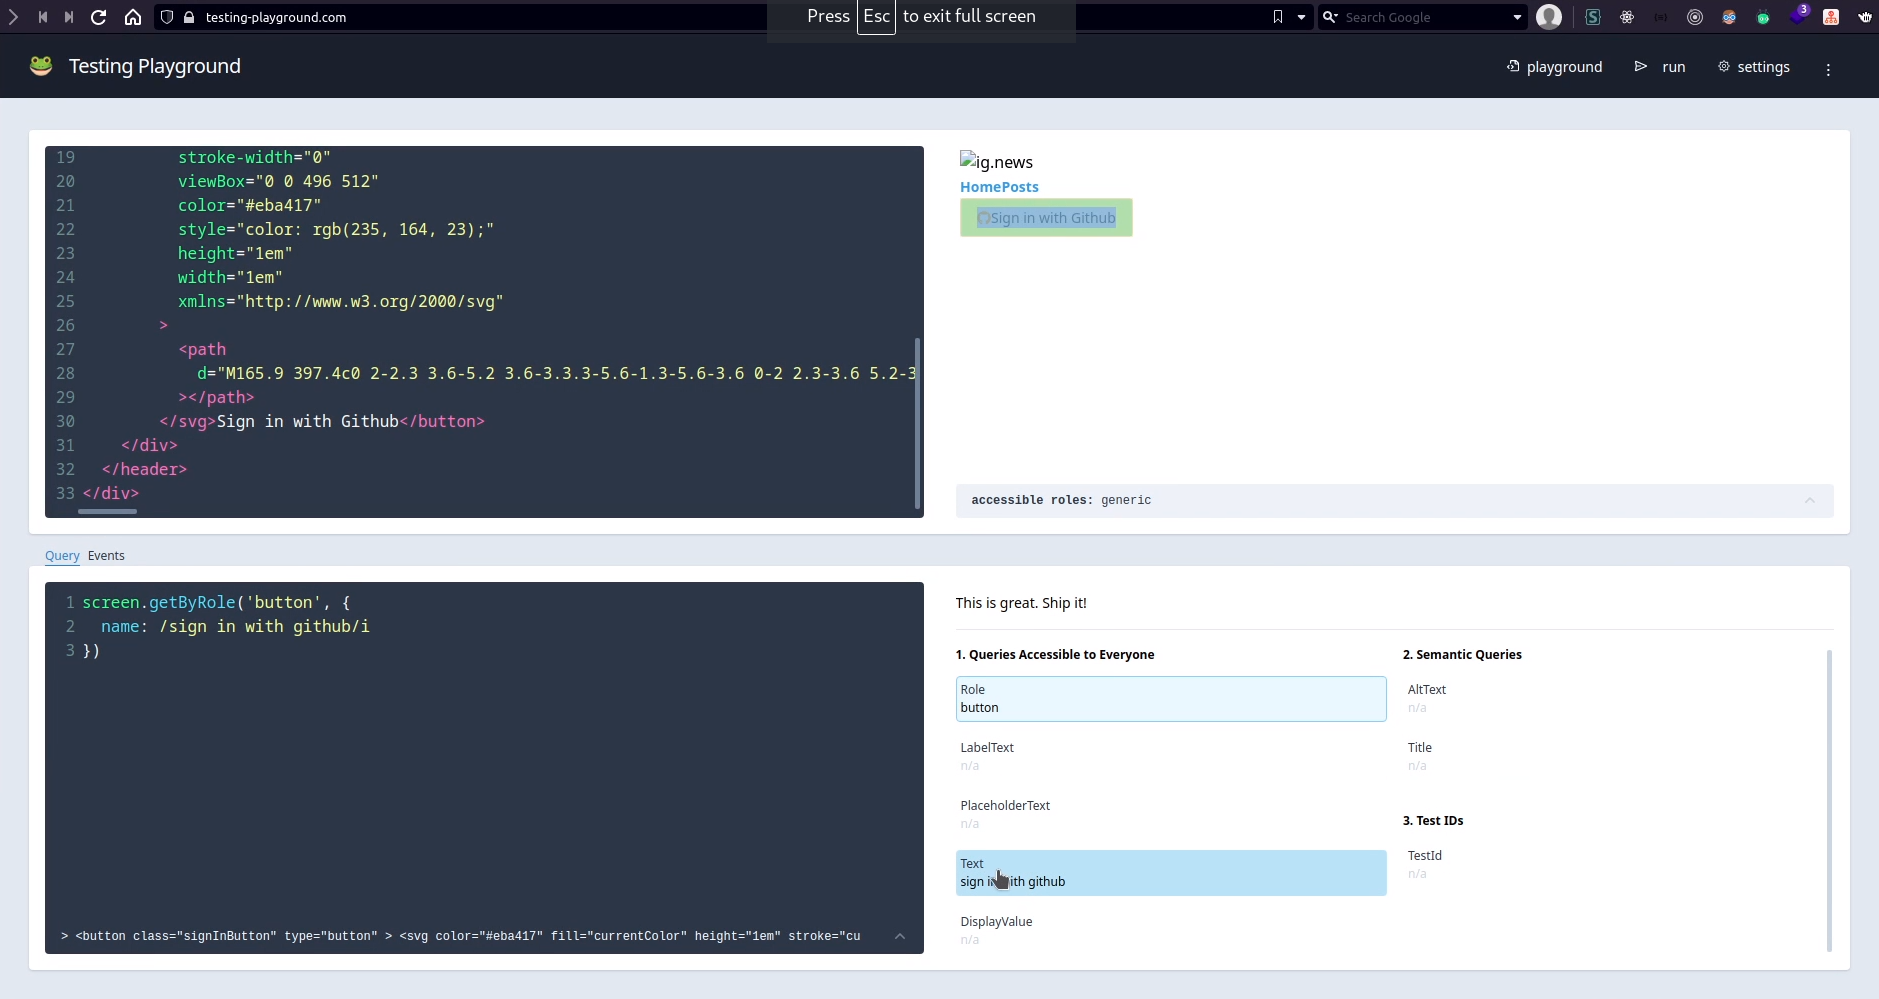 testing-playground.com
Press Esc to exit full screen
Search Google
3
Testing Playground
playground
run
settings
19 stroke-width="0"
20 viewBox="0 0 496 512"
21 color="#eba417"
22 style="color: rgb(235, 164, 23);"
23 height="1em"
24 width="1em"
25 xmlns="http://www.w3.org/2000/svg"
26 >
27 <path
28 d="M165.9 397.4c0 2-2.3 3.6-5.2 3.6-3.3.3-5.6-1.3-5.6-3.6 0-2 2.3-3.6 5.2-3
29 ></path>
30 </svg>Sign in with Github</button>
31 </div>
32 </header>
33 </div>
ig.news
HomePosts
Sign in with Github
accessible roles: generic
Query Events
1 screen.getByRole('button', {
2 name: /sign in with github/i
3 })
> <button class="signInButton" type="button" > <svg color="#eba417" fill="currentColor" height="1em" stroke="cu
This is great. Ship it!
1. Queries Accessible to Everyone
Role
button
LabelText
n/a
PlaceholderText
n/a
Text
sign in with github
DisplayValue
n/a
2. Semantic Queries
AltText
n/a
Title
n/a
3. Test IDs
TestId
n/a